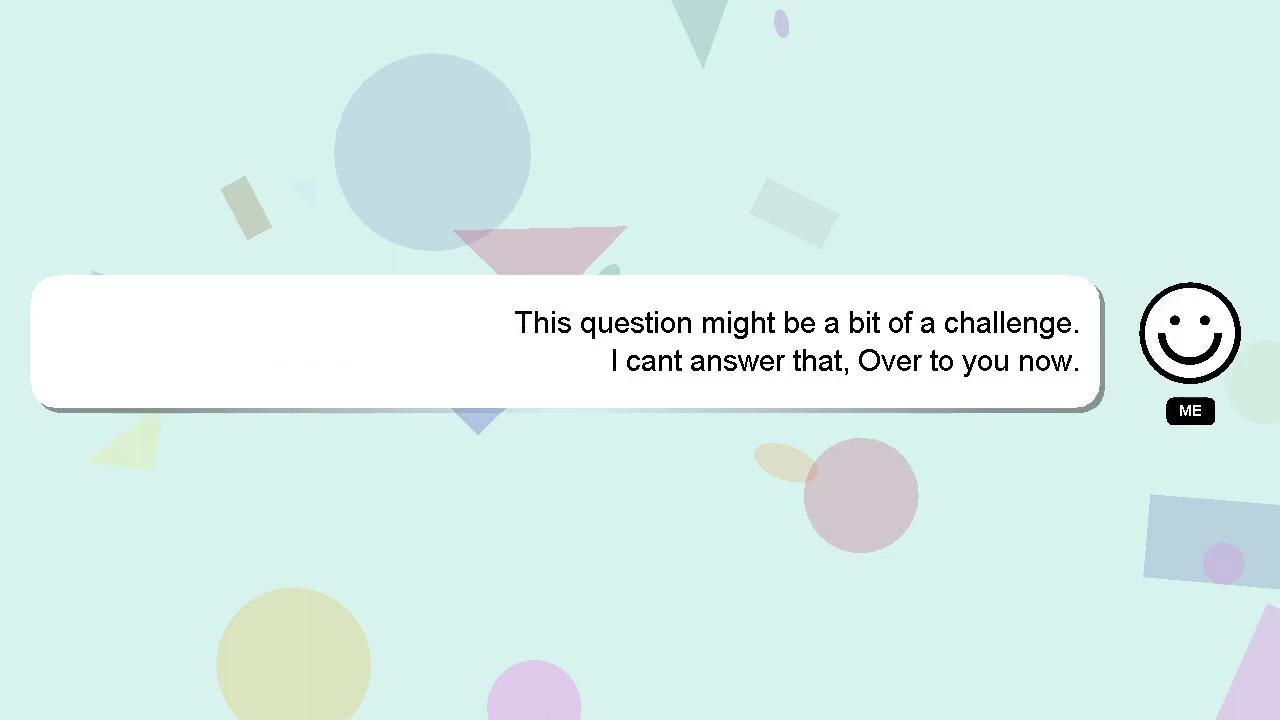 This question might be a bit of a challenge.
I cant answer that, Over to you now.
ME